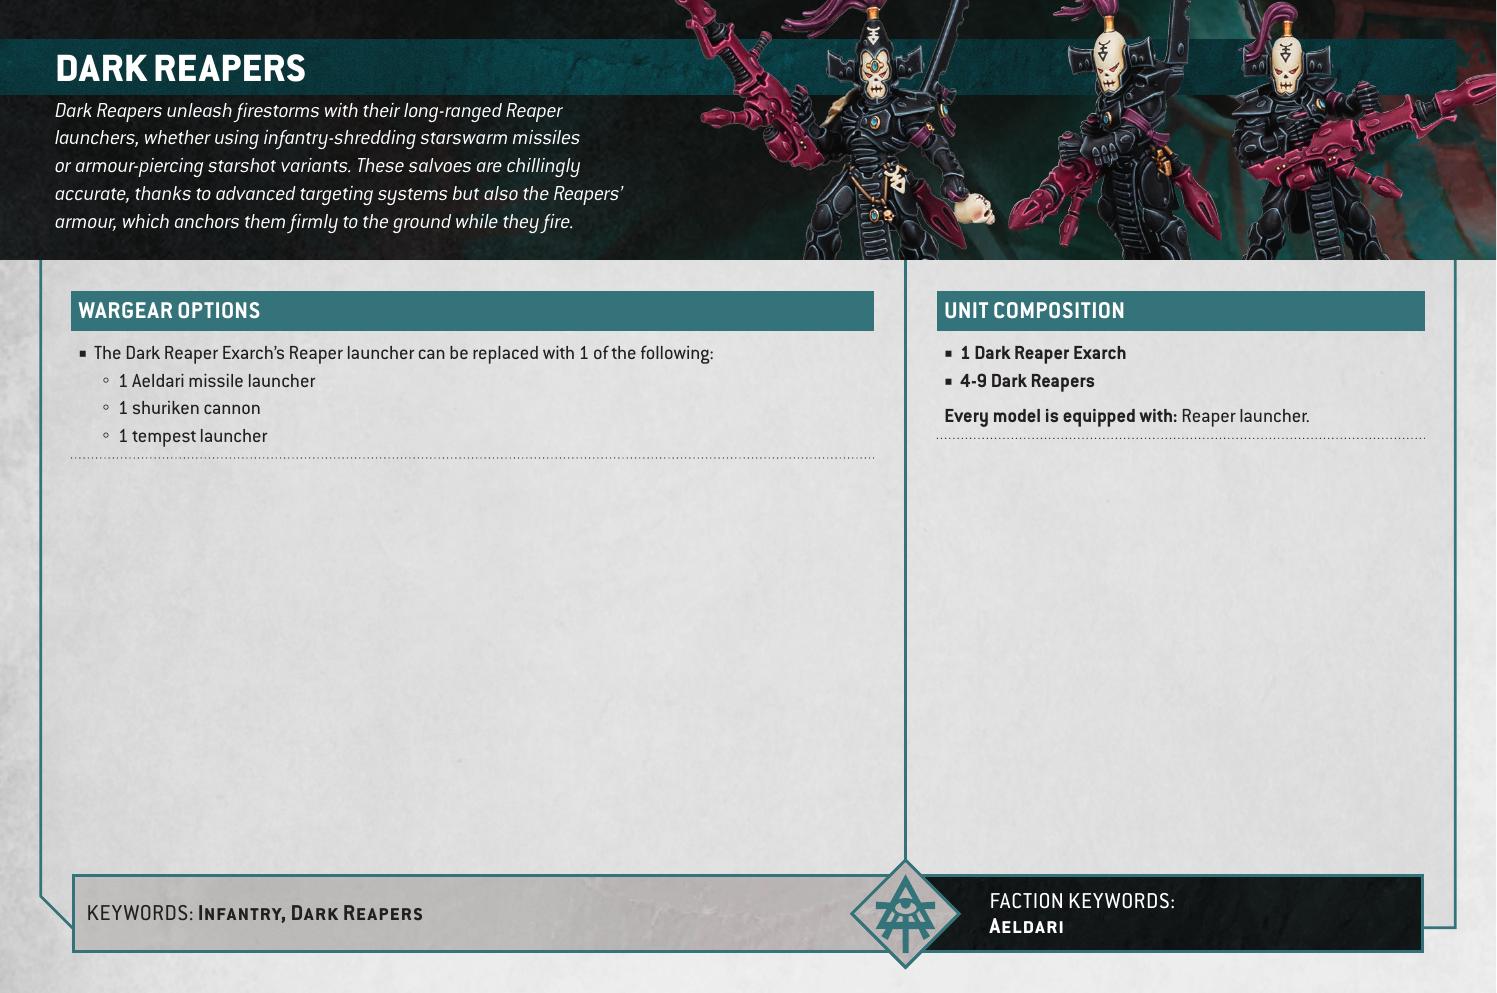 DARK REAPERS
Dark Reapers unleash firestorms with their long-ranged Reaper
launchers, whether using infantry-shredding starswarm missiles
or armour-piercing starshot variants. These salvoes are chillingly
accurate, thanks to advanced targeting systems but also the Reapers’
armour, which anchors them firmly to the ground while they fire.
WARGEAR OPTIONS
■ The Dark Reaper Exarch’s Reaper launcher can be replaced with 1 of the following:
◦ 1 Aeldari missile launcher
◦ 1 shuriken cannon
◦ 1 tempest launcher
UNIT COMPOSITION
■ 1 Dark Reaper Exarch
■ 4-9 Dark Reapers
Every model is equipped with: Reaper launcher.
KEYWORDS: Infantry, Dark Reapers
FACTION KEYWORDS:
Aeldari